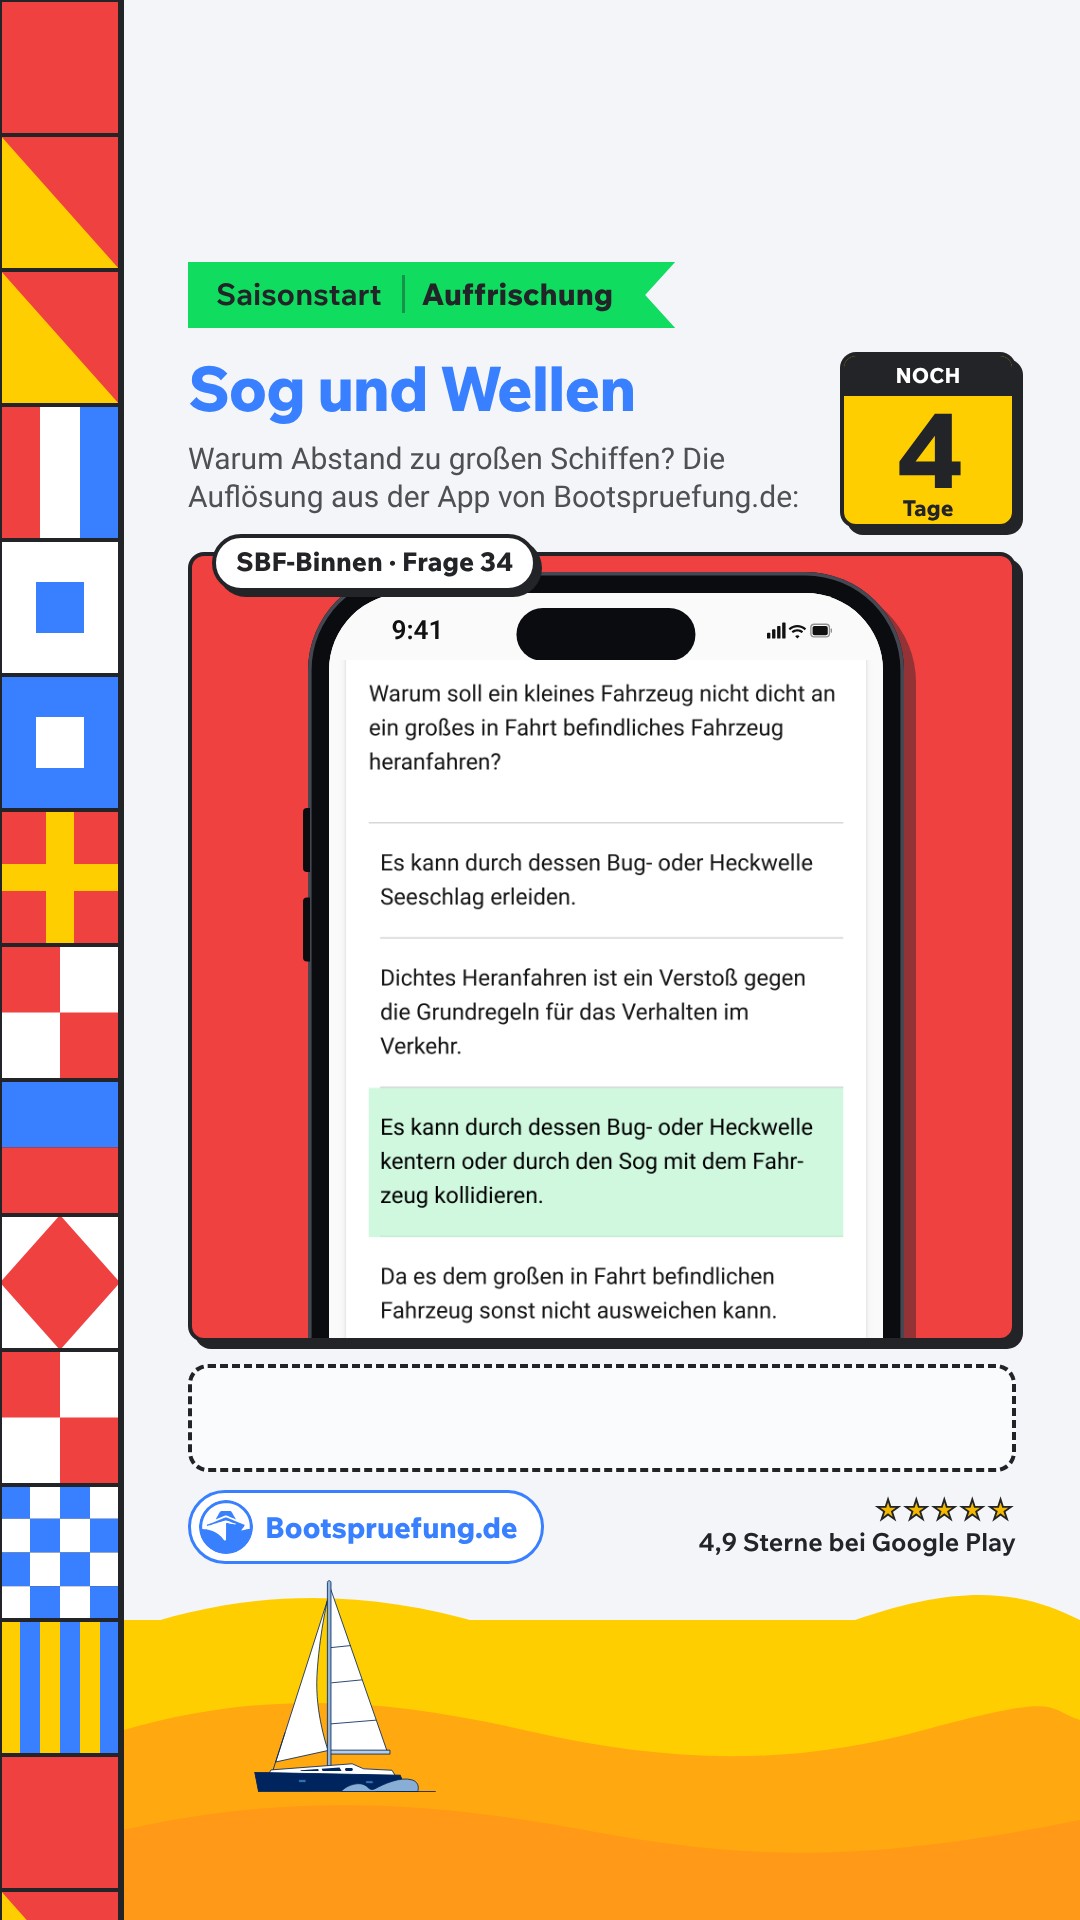 Saisonstart | Auffrischung
Sog und Wellen
Warum Abstand zu großen Schiffen? Die
Auflösung aus der App von Bootspruefung.de:
NOCH
4
Tage
SBF-Binnen · Frage 34
9:41
Warum soll ein kleines Fahrzeug nicht dicht an
ein großes in Fahrt befindliches Fahrzeug
heranfahren?
Es kann durch dessen Bug- oder Heckwelle
Seeschlag erleiden.
Dichtes Heranfahren ist ein Verstoß gegen
die Grundregeln für das Verhalten im
Verkehr.
Es kann durch dessen Bug- oder Heckwelle
kentern oder durch den Sog mit dem Fahr-
zeug kollidieren.
Da es dem großen in Fahrt befindlichen
Fahrzeug sonst nicht ausweichen kann.
Bootspruefung.de
4,9 Sterne bei Google Play